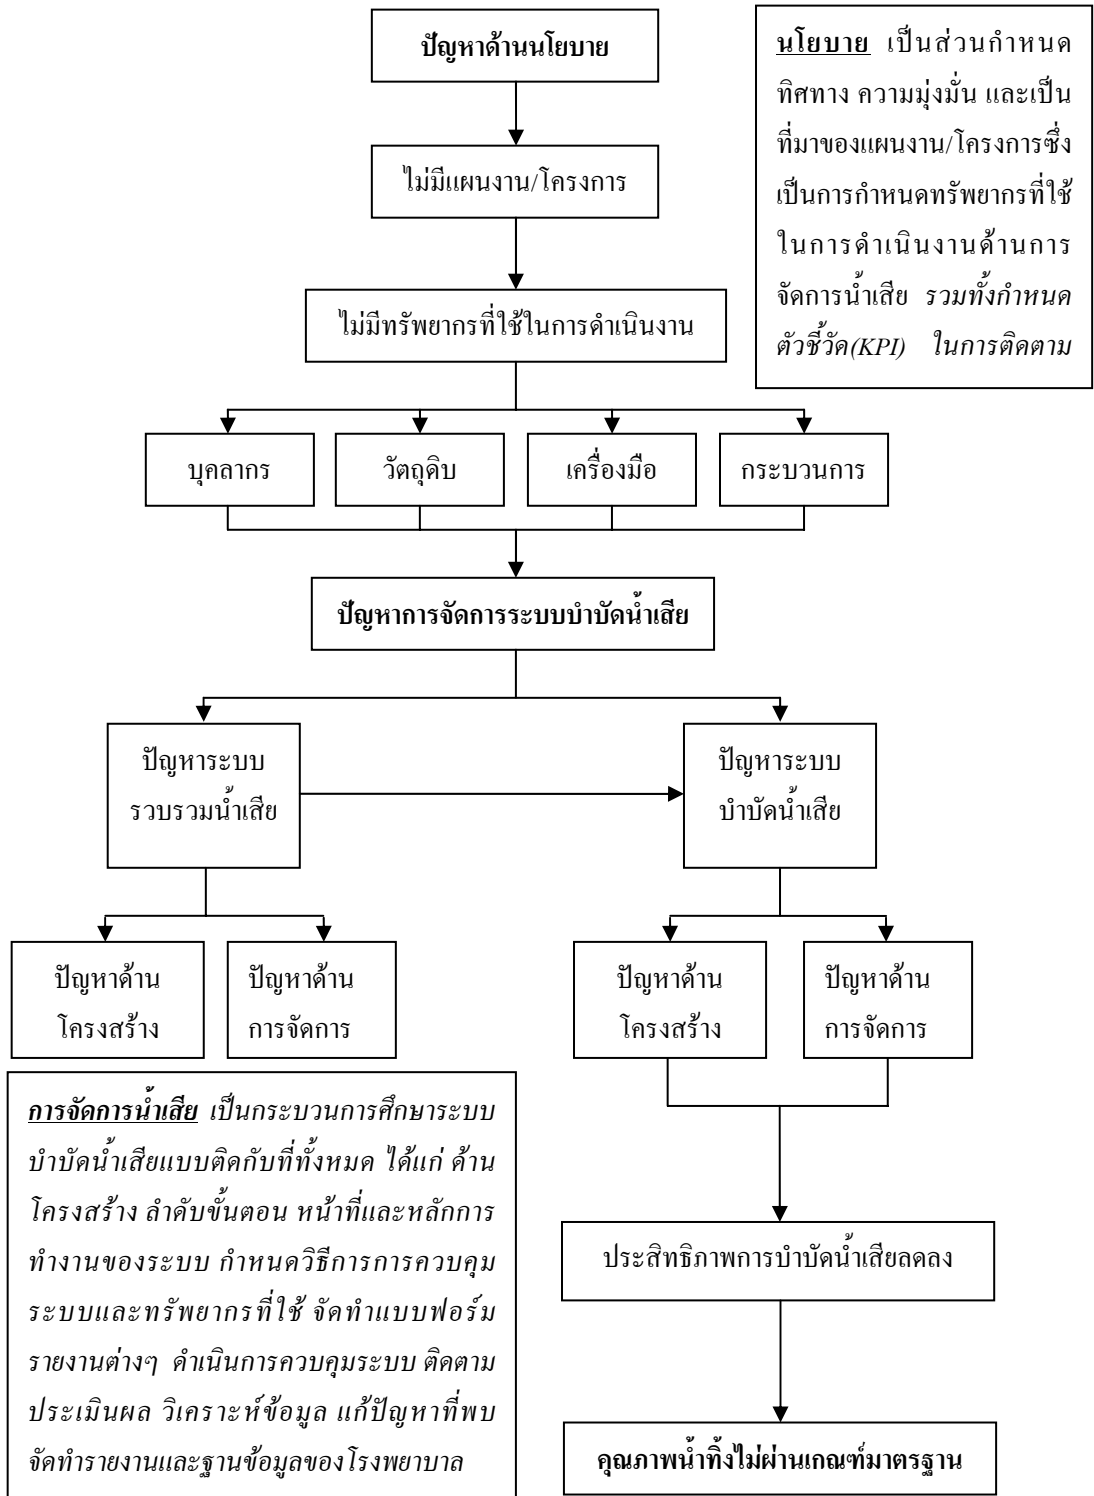 ปัญหาด้านนโยบาย
นโยบาย เป็นส่วนกำหนด
ทิศทาง ความมุ่งมั่น และเป็น
ที่มาของแผนงาน/โครงการซึ่ง
เป็นการกำหนดทรัพยากรที่ใช้
ในการดำเนินงานด้านการ
จัดการน้ำเสีย รวมทั้งกำหนด
ตัวชี้วัด(KPI) ในการติดตาม
ไม่มีแผนงาน/โครงการ
ไม่มีทรัพยากรที่ใช้ในการดำเนินงาน
บุคลากร
วัตถุดิบ
เครื่องมือ
กระบวนการ
ปัญหาการจัดการระบบบำบัดน้ำเสีย
ปัญหาระบบ
รวบรวมน้ำเสีย
ปัญหาระบบ
บำบัดน้ำเสีย
ปัญหาด้าน
โครงสร้าง
ปัญหาด้าน
การจัดการ
ปัญหาด้าน
โครงสร้าง
ปัญหาด้าน
การจัดการ
การจัดการน้ำเสีย เป็นกระบวนการศึกษาระบบ
บำบัดน้ำเสียแบบติดกับที่ทั้งหมด ได้แก่ ด้าน
โครงสร้าง ลำดับขั้นตอน หน้าที่และหลักการ
ทำงานของระบบ กำหนดวิธีการการควบคุม
ระบบและทรัพยากรที่ใช้ จัดทำแบบฟอร์ม
รายงานต่างๆ ดำเนินการควบคุมระบบ ติดตาม
ประเมินผล วิเคราะห์ข้อมูล แก้ปัญหาที่พบ
จัดทำรายงานและฐานข้อมูลของโรงพยาบาล
ประสิทธิภาพการบำบัดน้ำเสียลดลง
คุณภาพน้ำทิ้งไม่ผ่านเกณฑ์มาตรฐาน